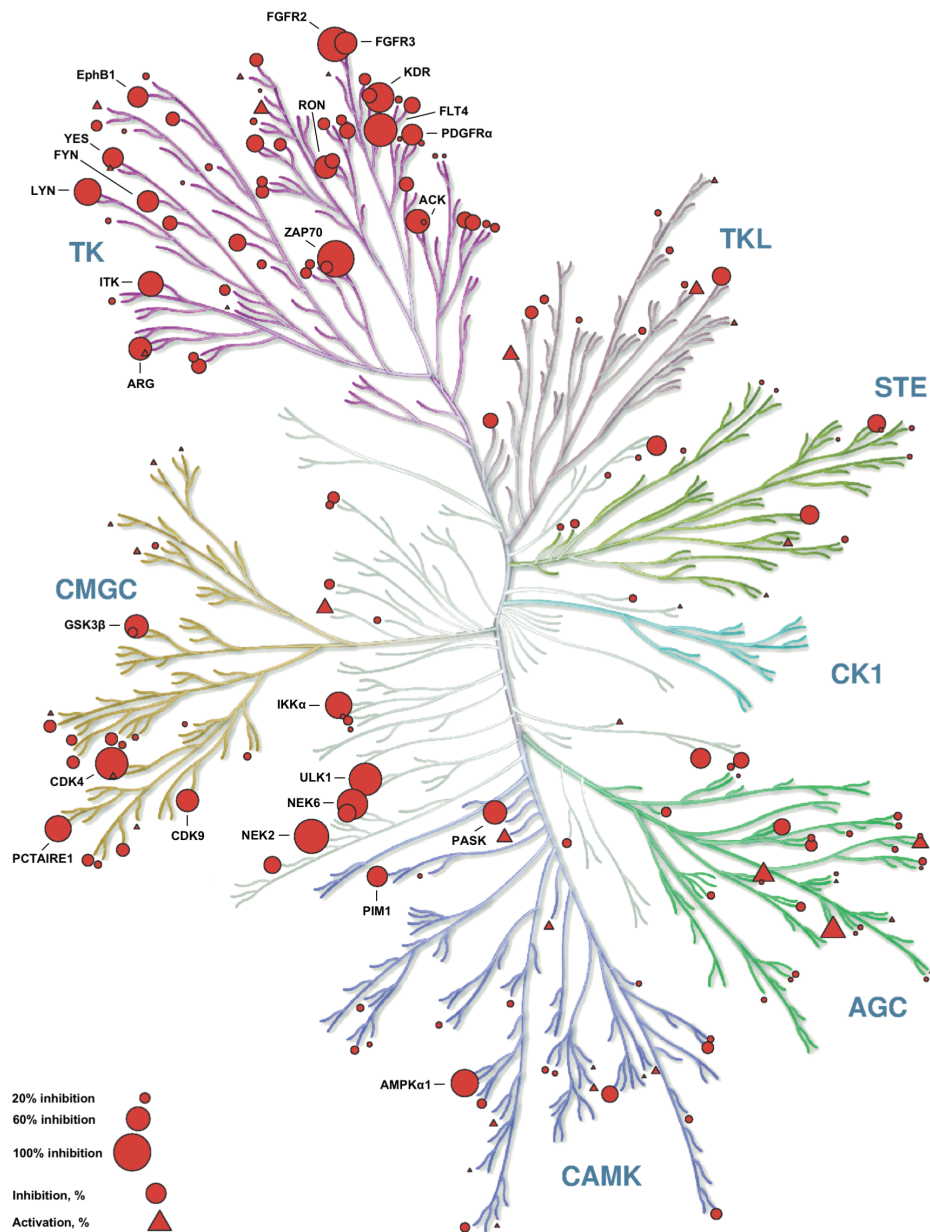 FGFR2
FGFR3
EphB1
KDR
RON
FLT4
YES
PDGFRα
FYN
LYN
ACK
TK
ZAP70
TKL
ITK
ARG
STE
CMGC
GSK3β
CK1
IKKα
CDK4
ULK1
NEK6
CDK9
NEK2
PASK
PCTAIRE1
PIM1
AGC
AMPKα1
20% inhibition
60% inhibition
100% inhibition
CAMK
Inhibition, %
Activation, %